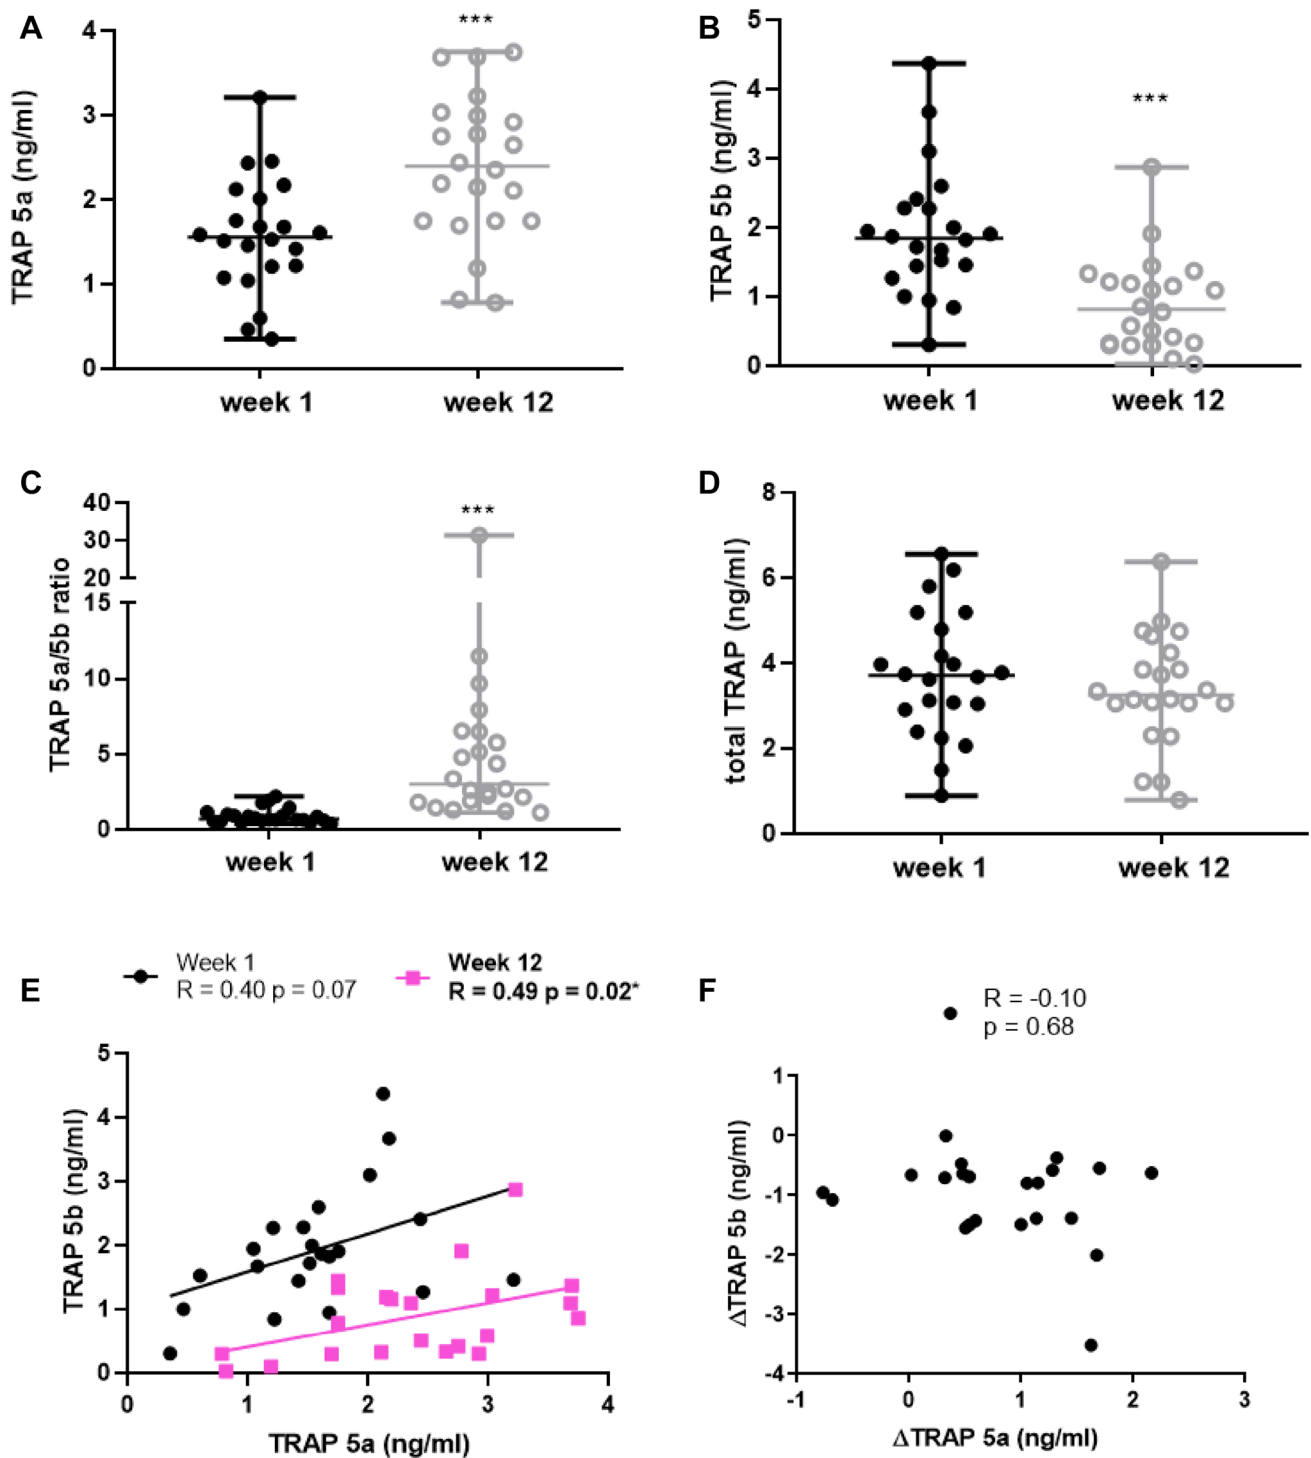 A
TRAP 5a (ng/ml)
4
3
2
1
0
***
week 1
week 12
B
TRAP 5b (ng/ml)
5
4
3
2
1
0
***
week 1
week 12
C
TRAP 5a/5b ratio
40
30
20
15
10
5
0
***
week 1
week 12
D
total TRAP (ng/ml)
8
6
4
2
0
week 1
week 12
E
Week 1
R = 0.40 p = 0.07
Week 12
R = 0.49 p = 0.02*
TRAP 5b (ng/ml)
5
4
3
2
1
0
0
1
2
3
4
TRAP 5a (ng/ml)
F
R = -0.10
p = 0.68
ΔTRAP 5b (ng/ml)
1
0
-1
-2
-3
-4
-1
0
1
2
3
ΔTRAP 5a (ng/ml)